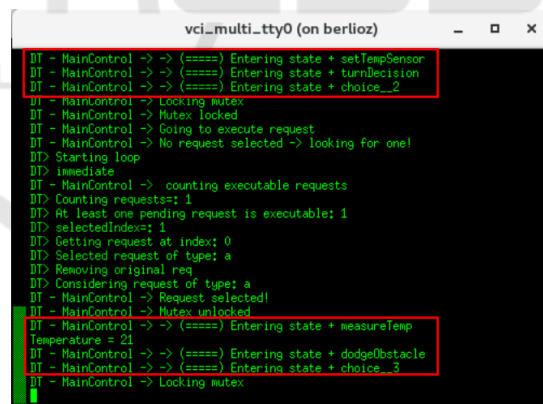 vci_multi_tty0 (on berlioz)
DT - MainControl -> -> (=====) Entering state + setTempSensor
DT - MainControl -> -> (=====) Entering state + turnDecision
DT - MainControl -> -> (=====) Entering state + choice__2
DT - MainControl -> Locking mutex
DT - MainControl -> Mutex locked
DT - MainControl -> Going to execute request
DT - MainControl -> No request selected -> looking for one!
DT> Starting loop
DT> immediate
DT - MainControl -> counting executable requests
DT> Counting requests=: 1
DT> At least one pending request is executable: 1
DT> selectedIndex=: 1
DT> Getting request at index: 0
DT> Selected request of type: a
DT> Removing original req
DT> Considering request of type: a
DT - MainControl -> Request selected!
DT - MainControl -> Mutex unlocked
DT - MainControl -> -> (=====) Entering state + measureTemp
Temperature = 21
DT - MainControl -> -> (=====) Entering state + dodgeObstacle
DT - MainControl -> -> (=====) Entering state + choice__3
DT - MainControl -> Locking mutex